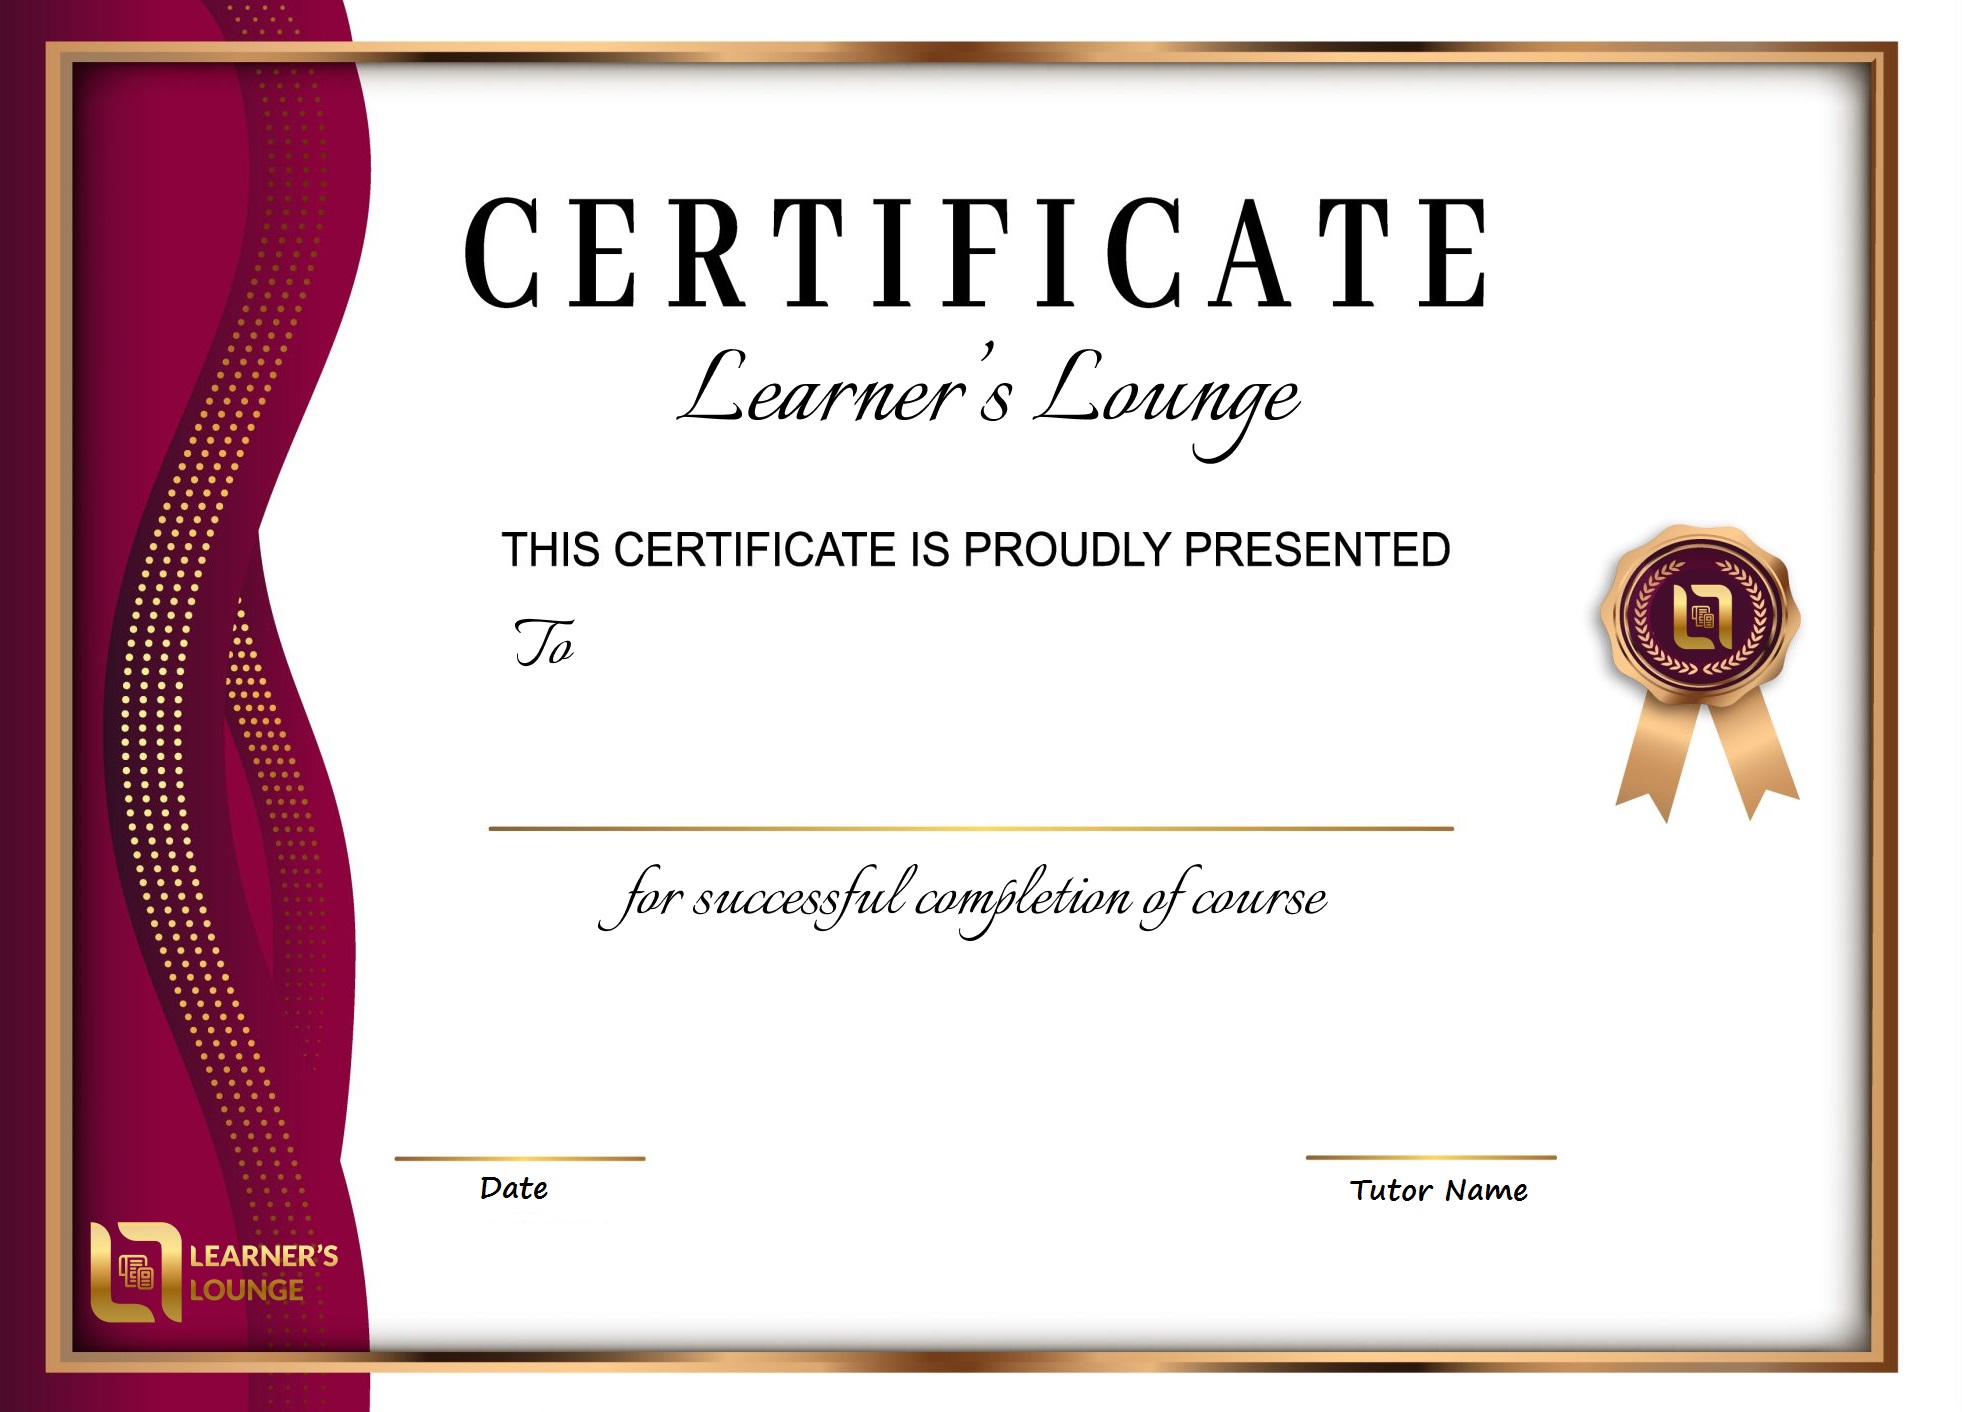 CERTIFICATE
Learner's Lounge
THIS CERTIFICATE IS PROUDLY PRESENTED
To
for successful completion of course
Date
Tutor Name
LEARNER'S
LOUNGE